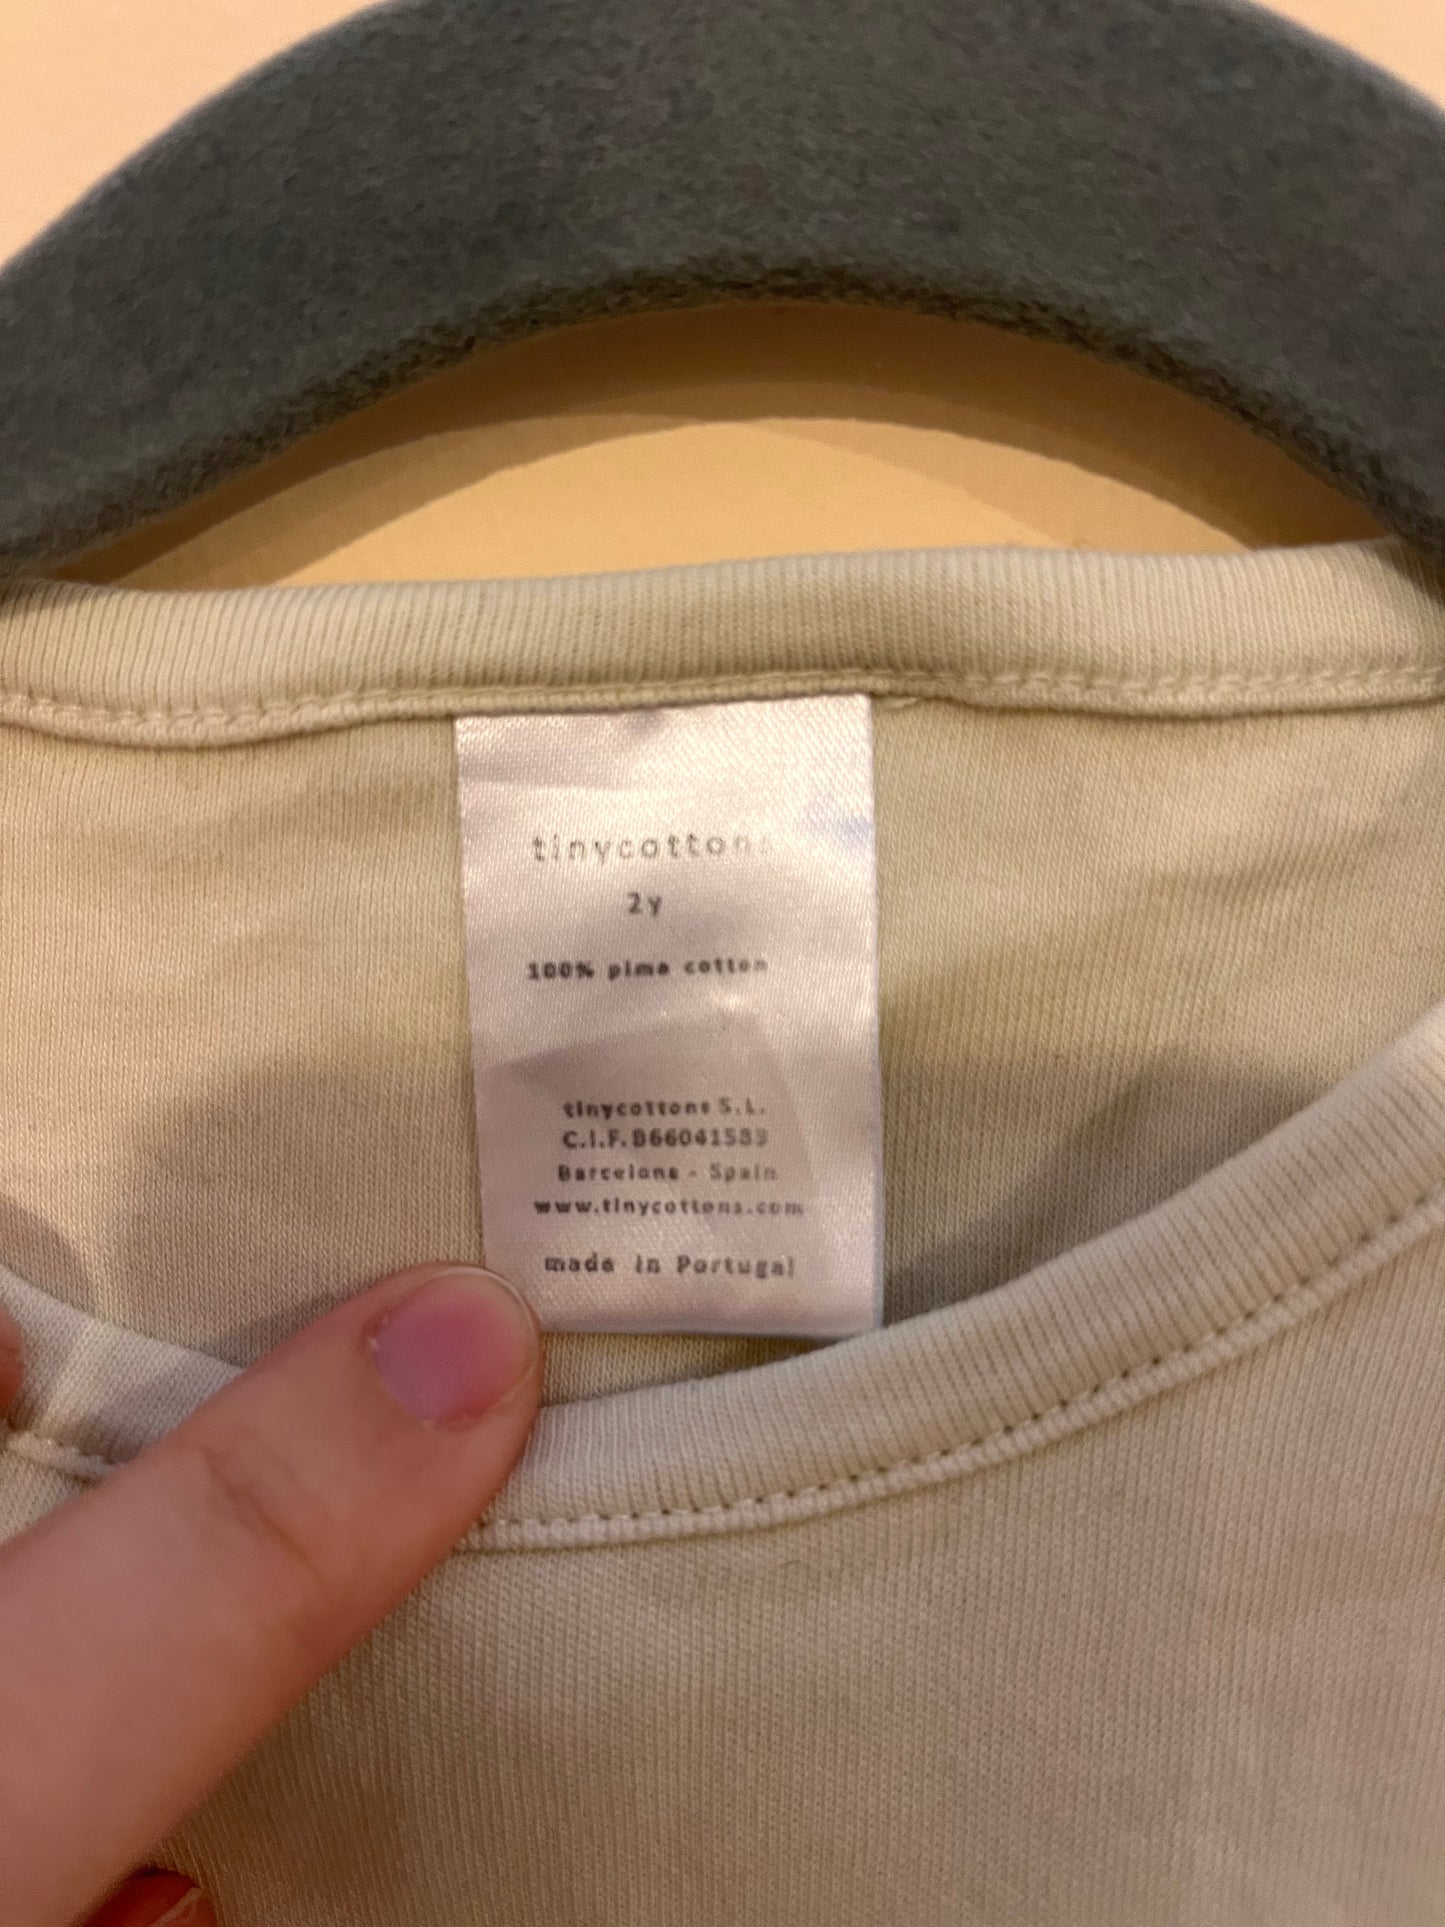 tinycottons
2y
100% pima cotton
tinycottons S.L.
C.I.F.B66041583
Barcelona - Spain
www.tinycottons.com
made in Portugal